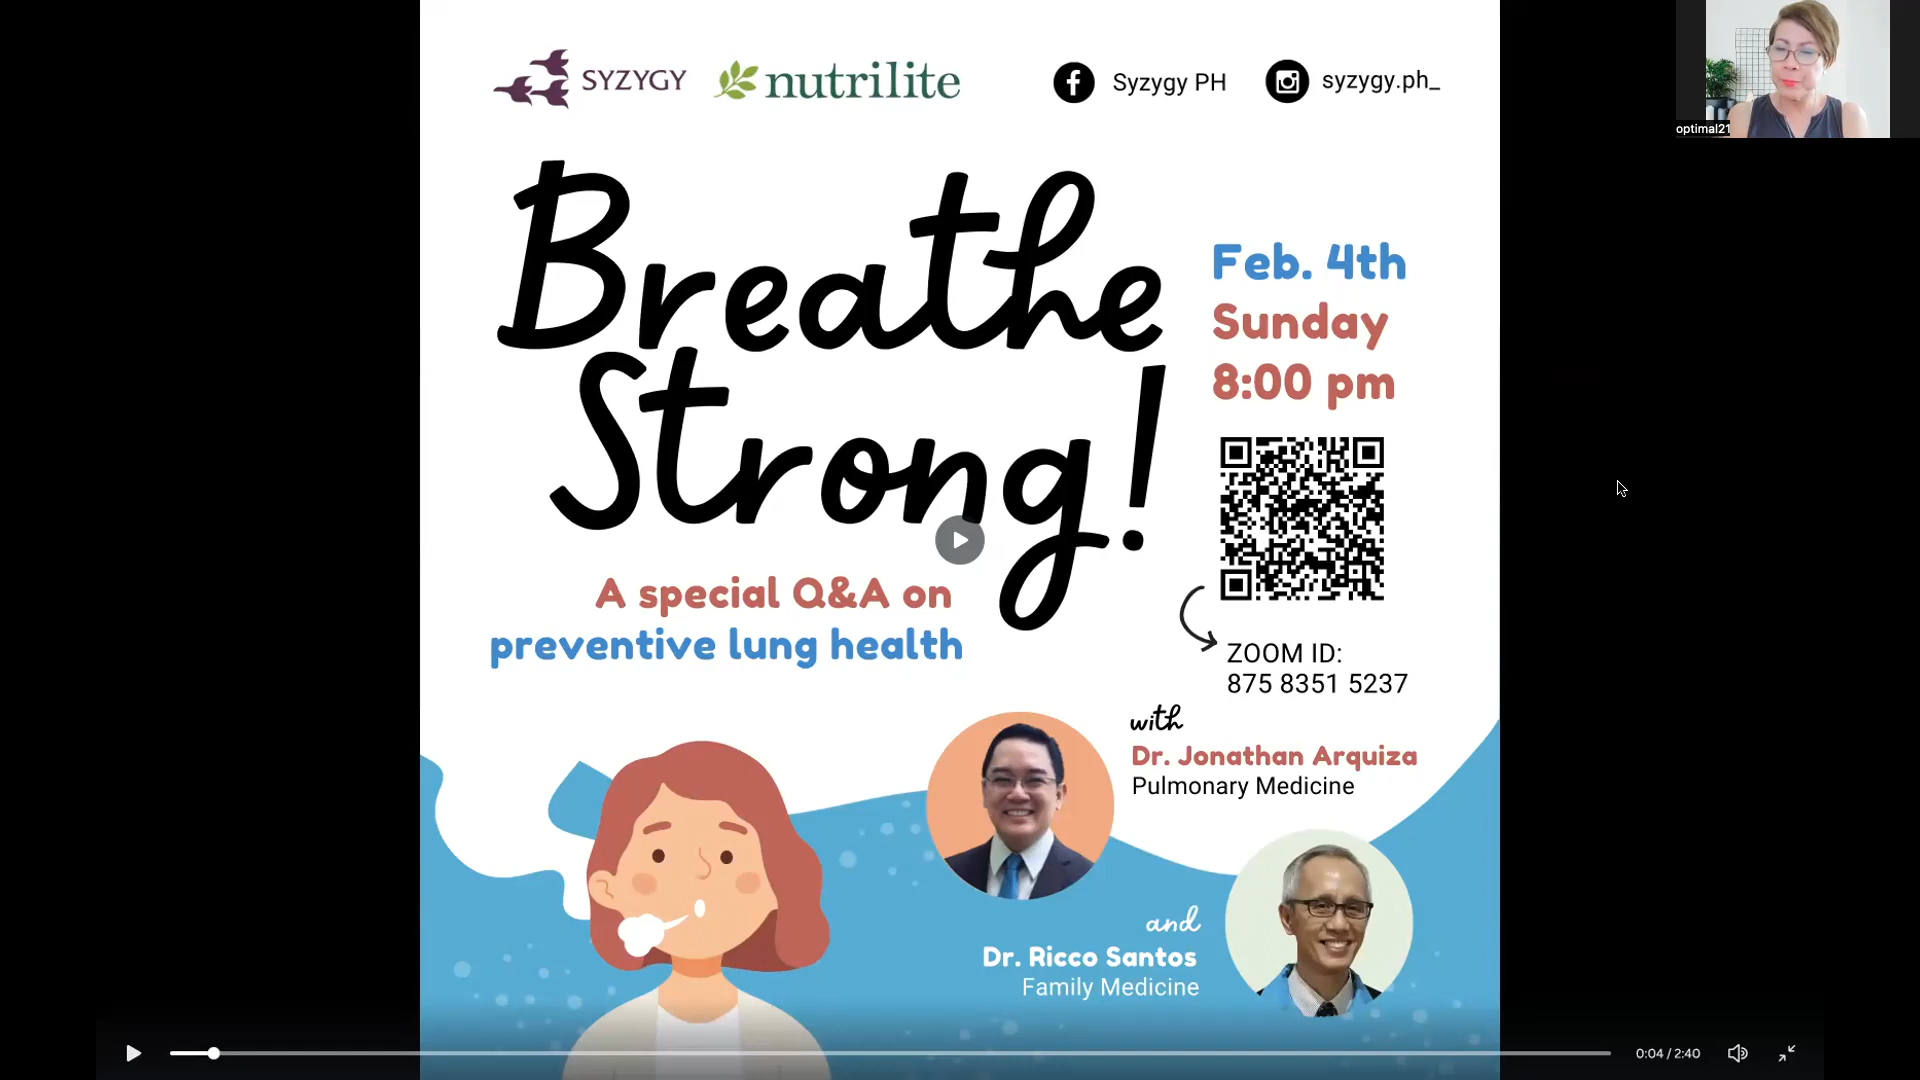 SYZYGY
nutrilite
Syzygy PH
syzygy.ph_
optimal21
Breathe
Strong!
Feb. 4th
Sunday
8:00 pm
A special Q&A on
preventive lung health
ZOOM ID:
875 8351 5237
with
Dr. Jonathan Arquiza
Pulmonary Medicine
and
Dr. Ricco Santos
Family Medicine
0:04 / 2:40